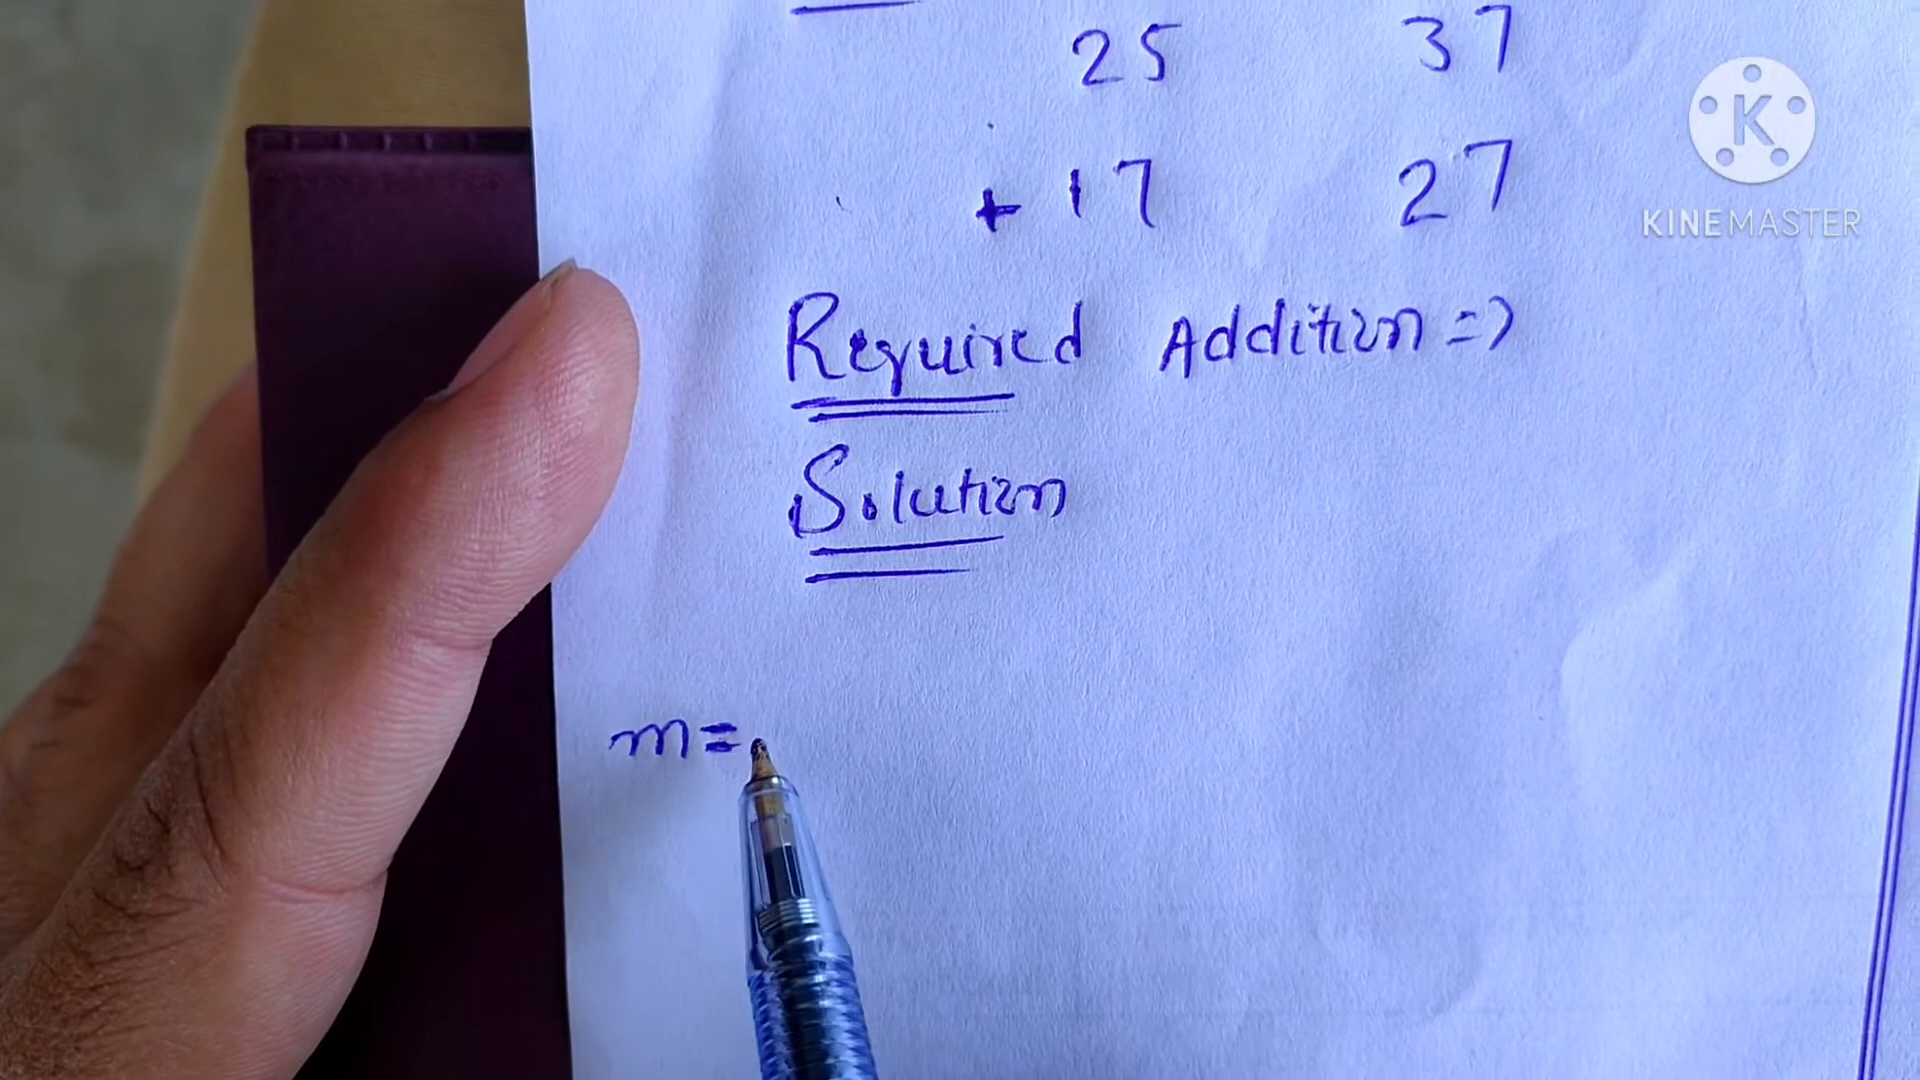 25 37
+ 17 27
Required Addition =>
Solution
m=
K
KINEMASTER